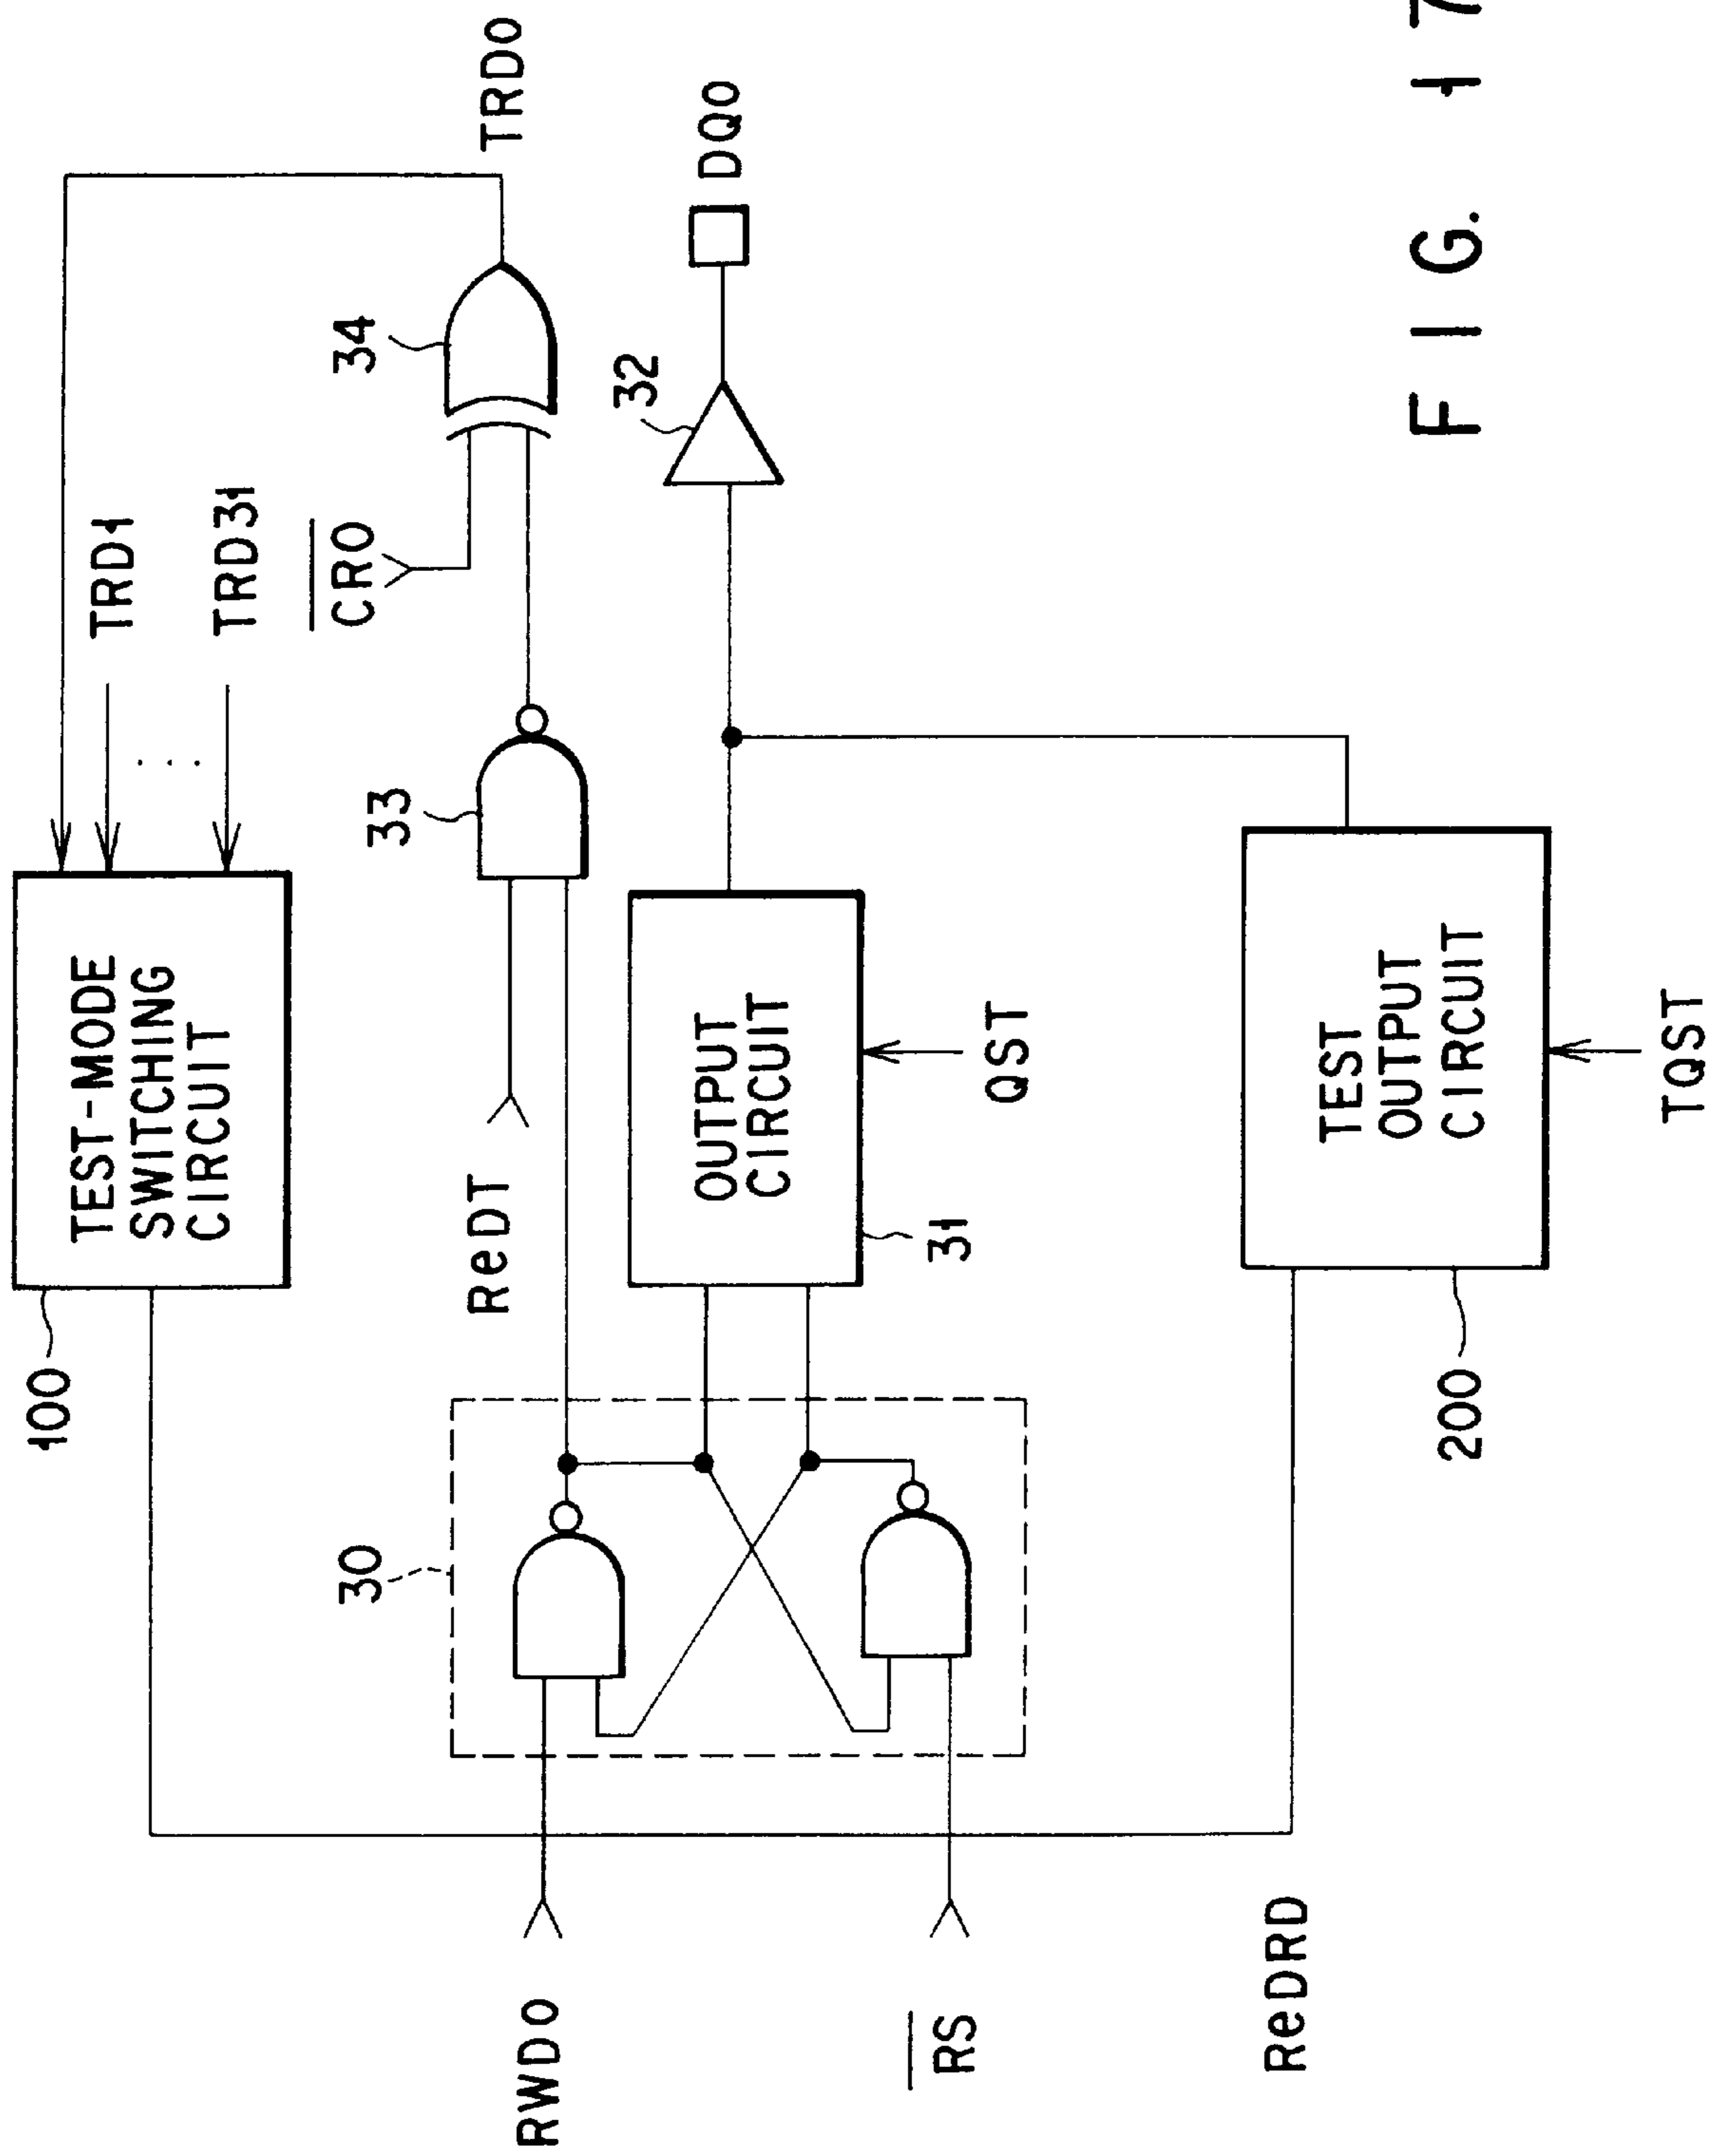 100
TEST-MODE
SWITCHING
CIRCUIT
TRD1
. . .
TRD31
CR0
34
TRD0
30
ReDT
33
RWD0
OUTPUT
CIRCUIT
31
QST
32
DQ0
RS
ReDRD
200
TEST
OUTPUT
CIRCUIT
TQST
FIG. 17